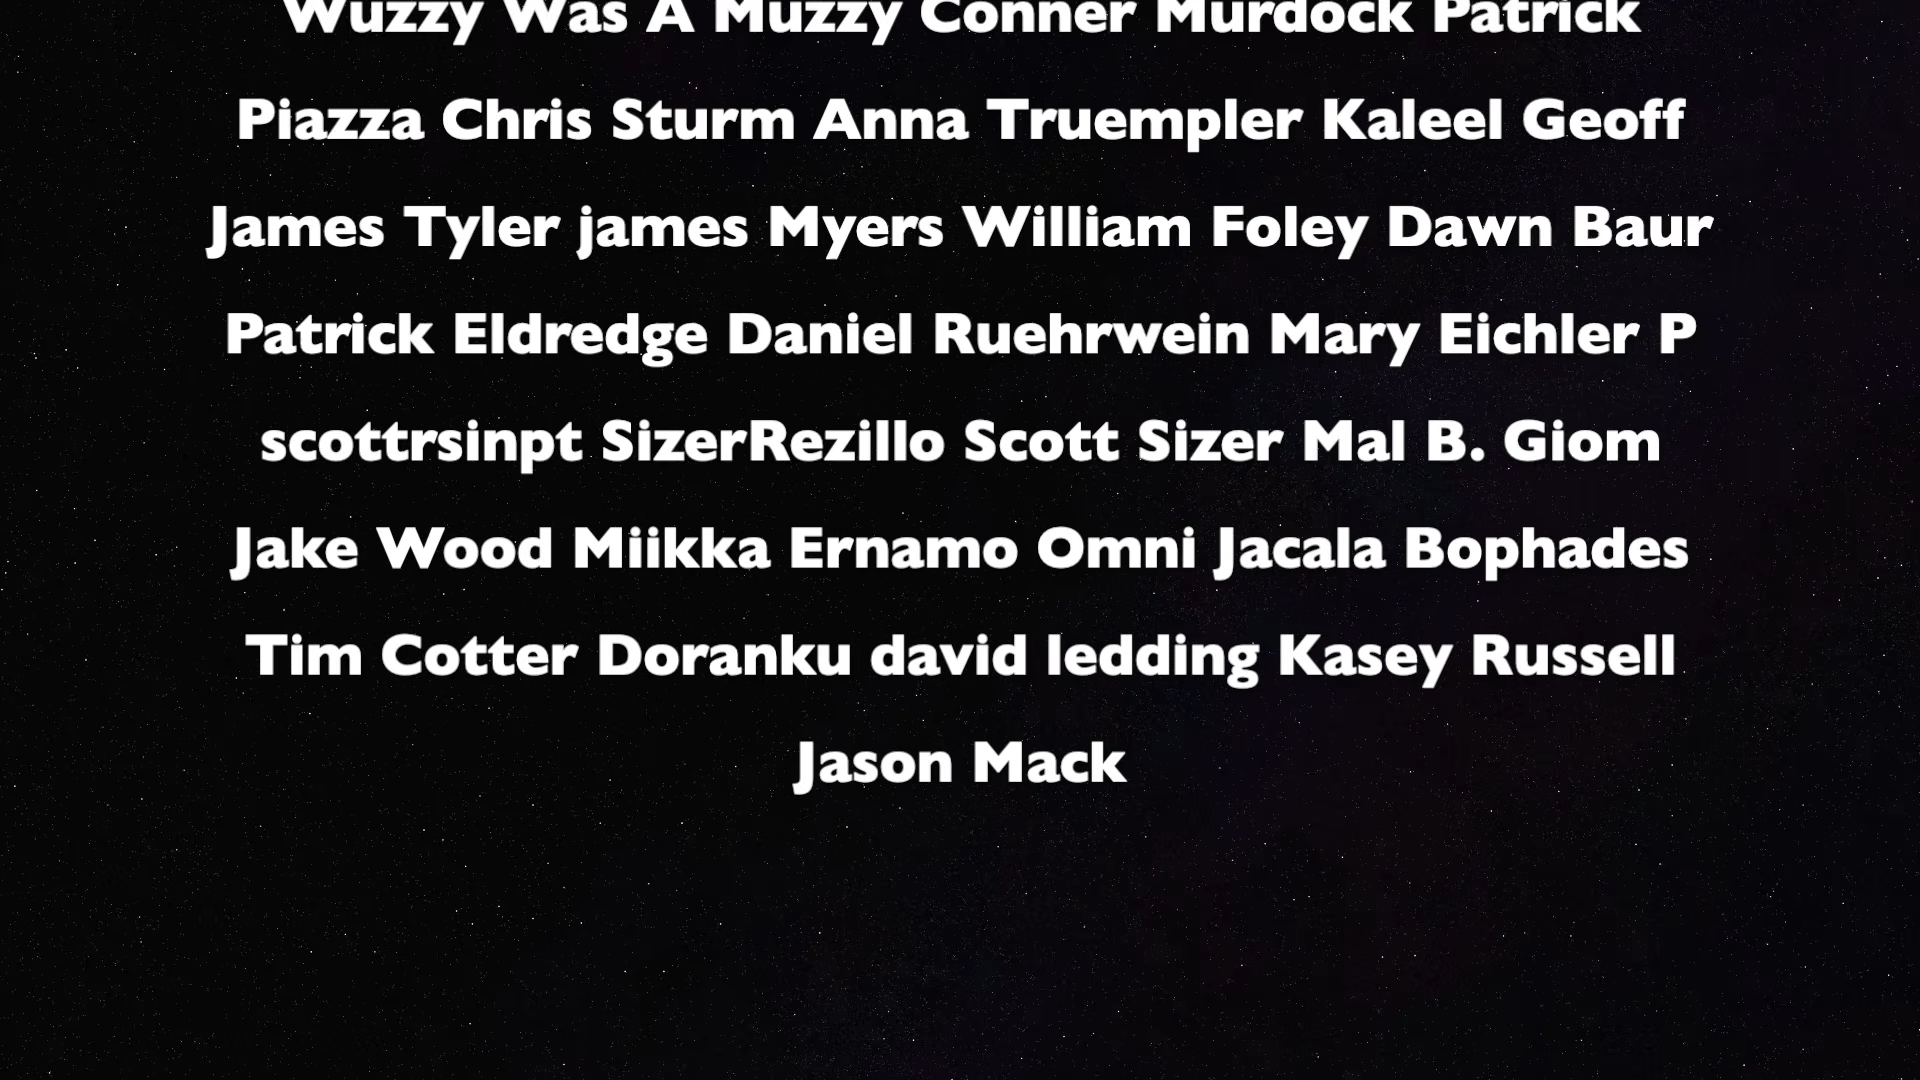 Wuzzy Was A Muzzy Conner Murdock Patrick
Piazza Chris Sturm Anna Truempler Kaleel Geoff
James Tyler james Myers William Foley Dawn Baur
Patrick Eldredge Daniel Ruehrwein Mary Eichler P
scottrsinpt SizerRezillo Scott Sizer Mal B. Giom
Jake Wood Miikka Ernamo Omni Jacala Bophades
Tim Cotter Doranku david ledding Kasey Russell
Jason Mack